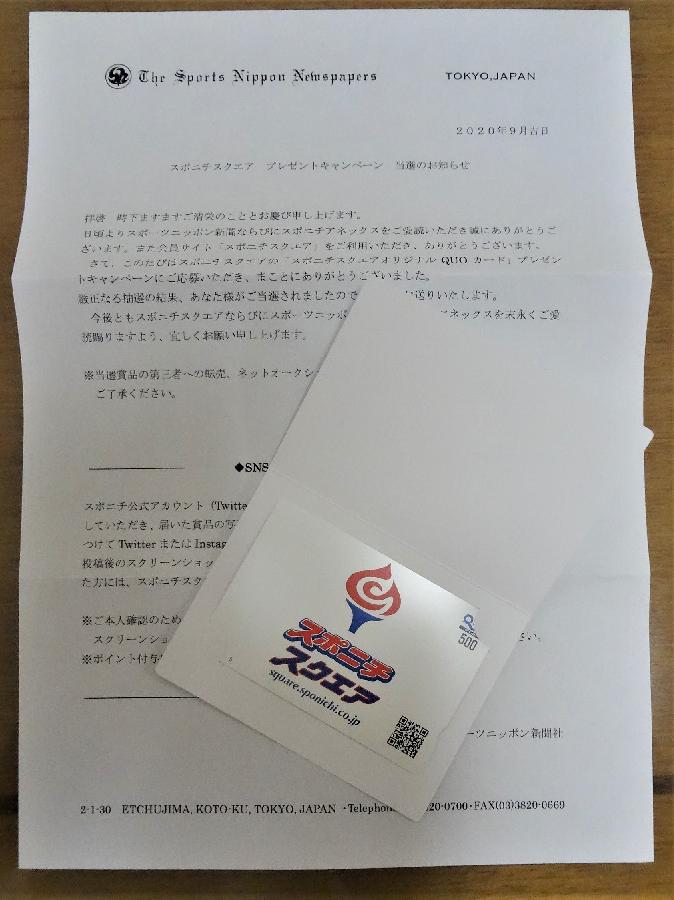 The Sports Nippon Newspapers
TOKYO,JAPAN
2020年9月吉日
スポニチスクエア プレゼントキャンペーン 当選のお知らせ
拝啓 時下ますますご清栄のこととお慶び申し上げます。
日頃よりスポーツニッポン新聞ならびにスポニチアネックスをご愛読いただき誠にありがとうご
ざいます。また会員サイト「スポニチスクエア」をご利用いただき、ありがとうございます。
さて、このたびはスポニチスクエアの「スポニチスクエアオリジナル QUO カード」プレゼン
トキャンペーンにご応募いただき、まことにありがとうございました。
厳正なる抽選の結果、あなた様がご当選されましたので お送りいたします。
今後ともスポニチスクエアならびにスポーツニッポ アネックスを末永くご愛
読賜りますよう、宜しくお願い申し上げます。
※当選賞品の第三者への転売、ネットオークシ
ご了承ください。
◆SNS
スポニチ公式アカウント（Twitte
していただき、届いた賞品の写
つけて Twitter または Instag
投稿後のスクリーンショッ
た方には、スポニチスク
※ご本人確認のため
スクリーンショ さい。
※ポイント付与
500
スポニチ
スクエア
square.sponichi.co.jp
ーツニッポン新聞社
2-1-30 ETCHUJIMA, KOTO-KU, TOKYO, JAPAN ・Telephon 20-0700・FAX(03)3820-0669